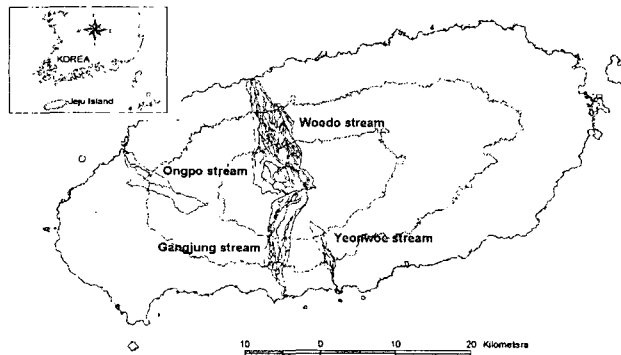 KOREA
Jeju Island
Woodo stream
Ongpo stream
Gangjung stream
Yeonwoe stream
10 0 10 20 Kilometers